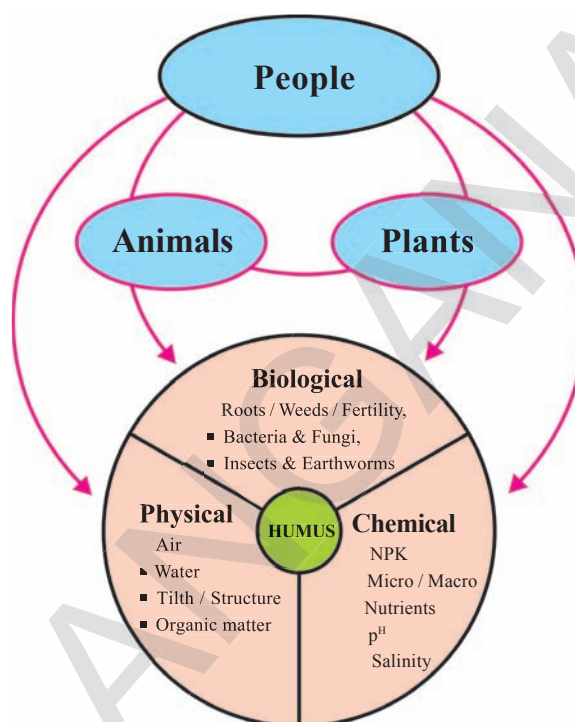 People
Animals
Plants
Biological
Roots / Weeds / Fertility,
▪ Bacteria & Fungi,
▪ Insects & Earthworms
Physical
Air
▪ Water
▪ Tilth / Structure
▪ Organic matter
HUMUS
Chemical
NPK
Micro / Macro
Nutrients
pᴴ
Salinity